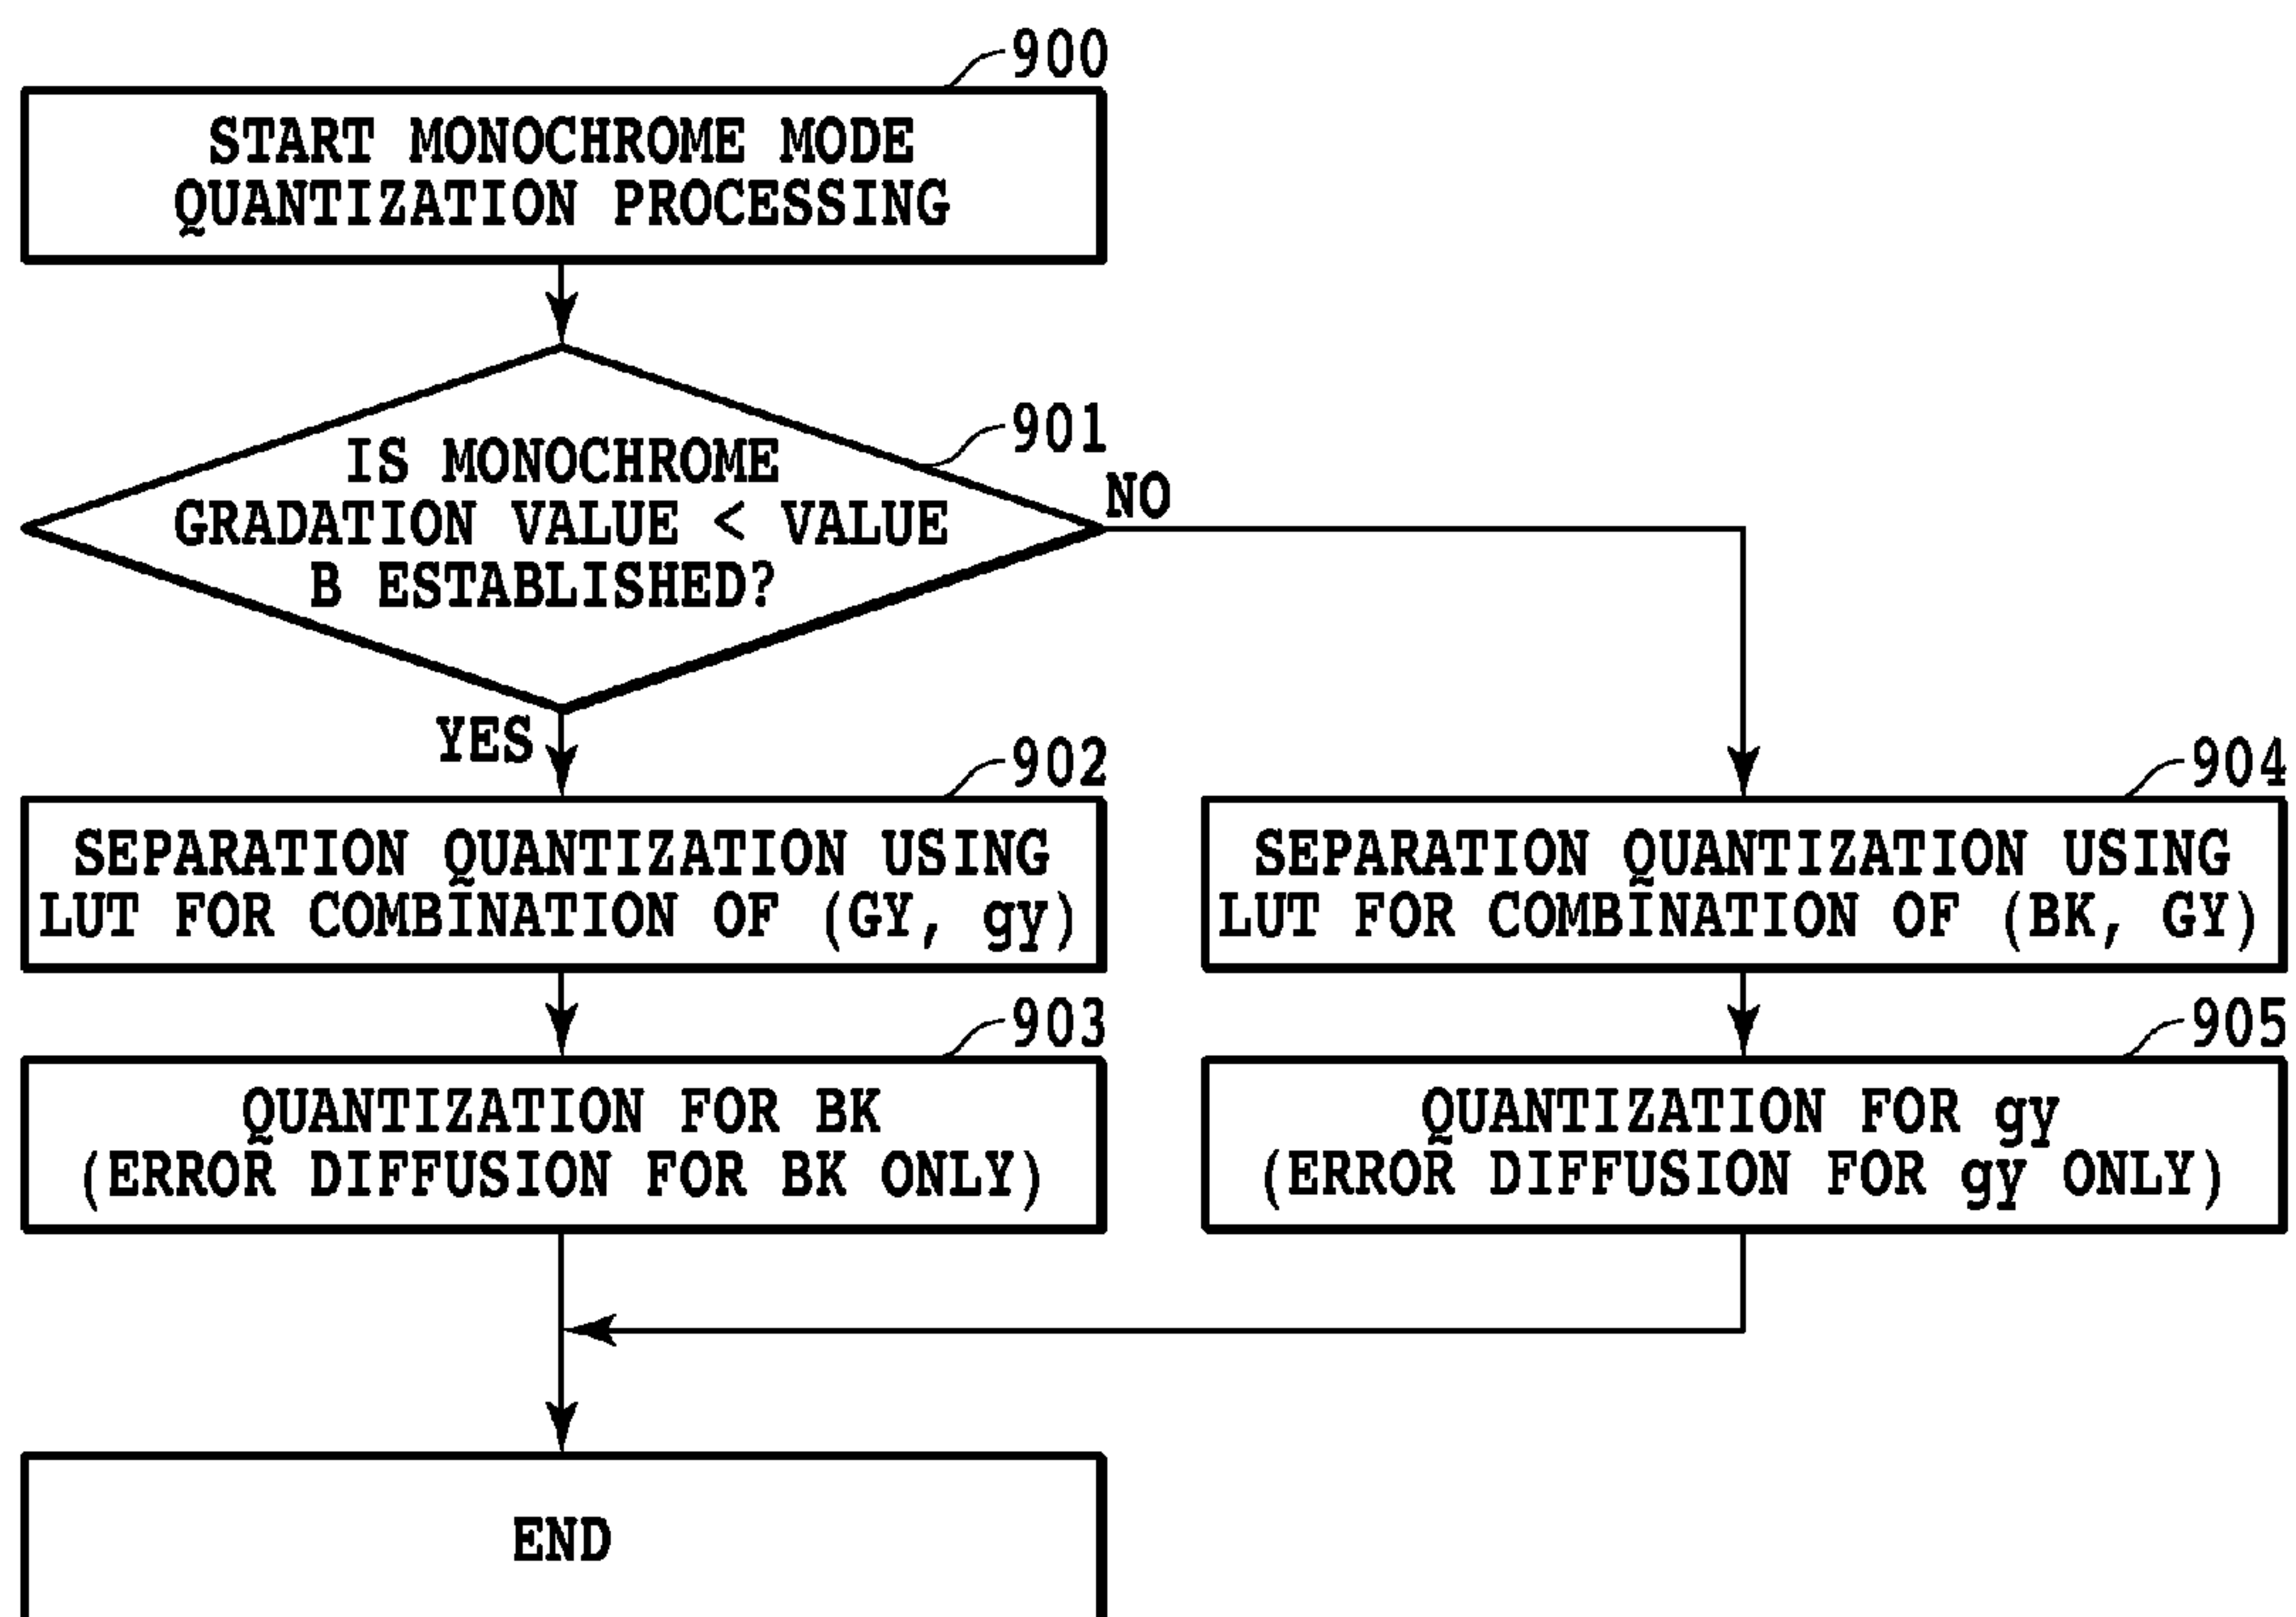 900
START MONOCHROME MODE
QUANTIZATION PROCESSING
901
IS MONOCHROME
GRADATION VALUE < VALUE
B ESTABLISHED?
NO
YES
902
SEPARATION QUANTIZATION USING
LUT FOR COMBINATION OF (GY, gy)
904
SEPARATION QUANTIZATION USING
LUT FOR COMBINATION OF (BK, GY)
903
QUANTIZATION FOR BK
(ERROR DIFFUSION FOR BK ONLY)
905
QUANTIZATION FOR gy
(ERROR DIFFUSION FOR gy ONLY)
END